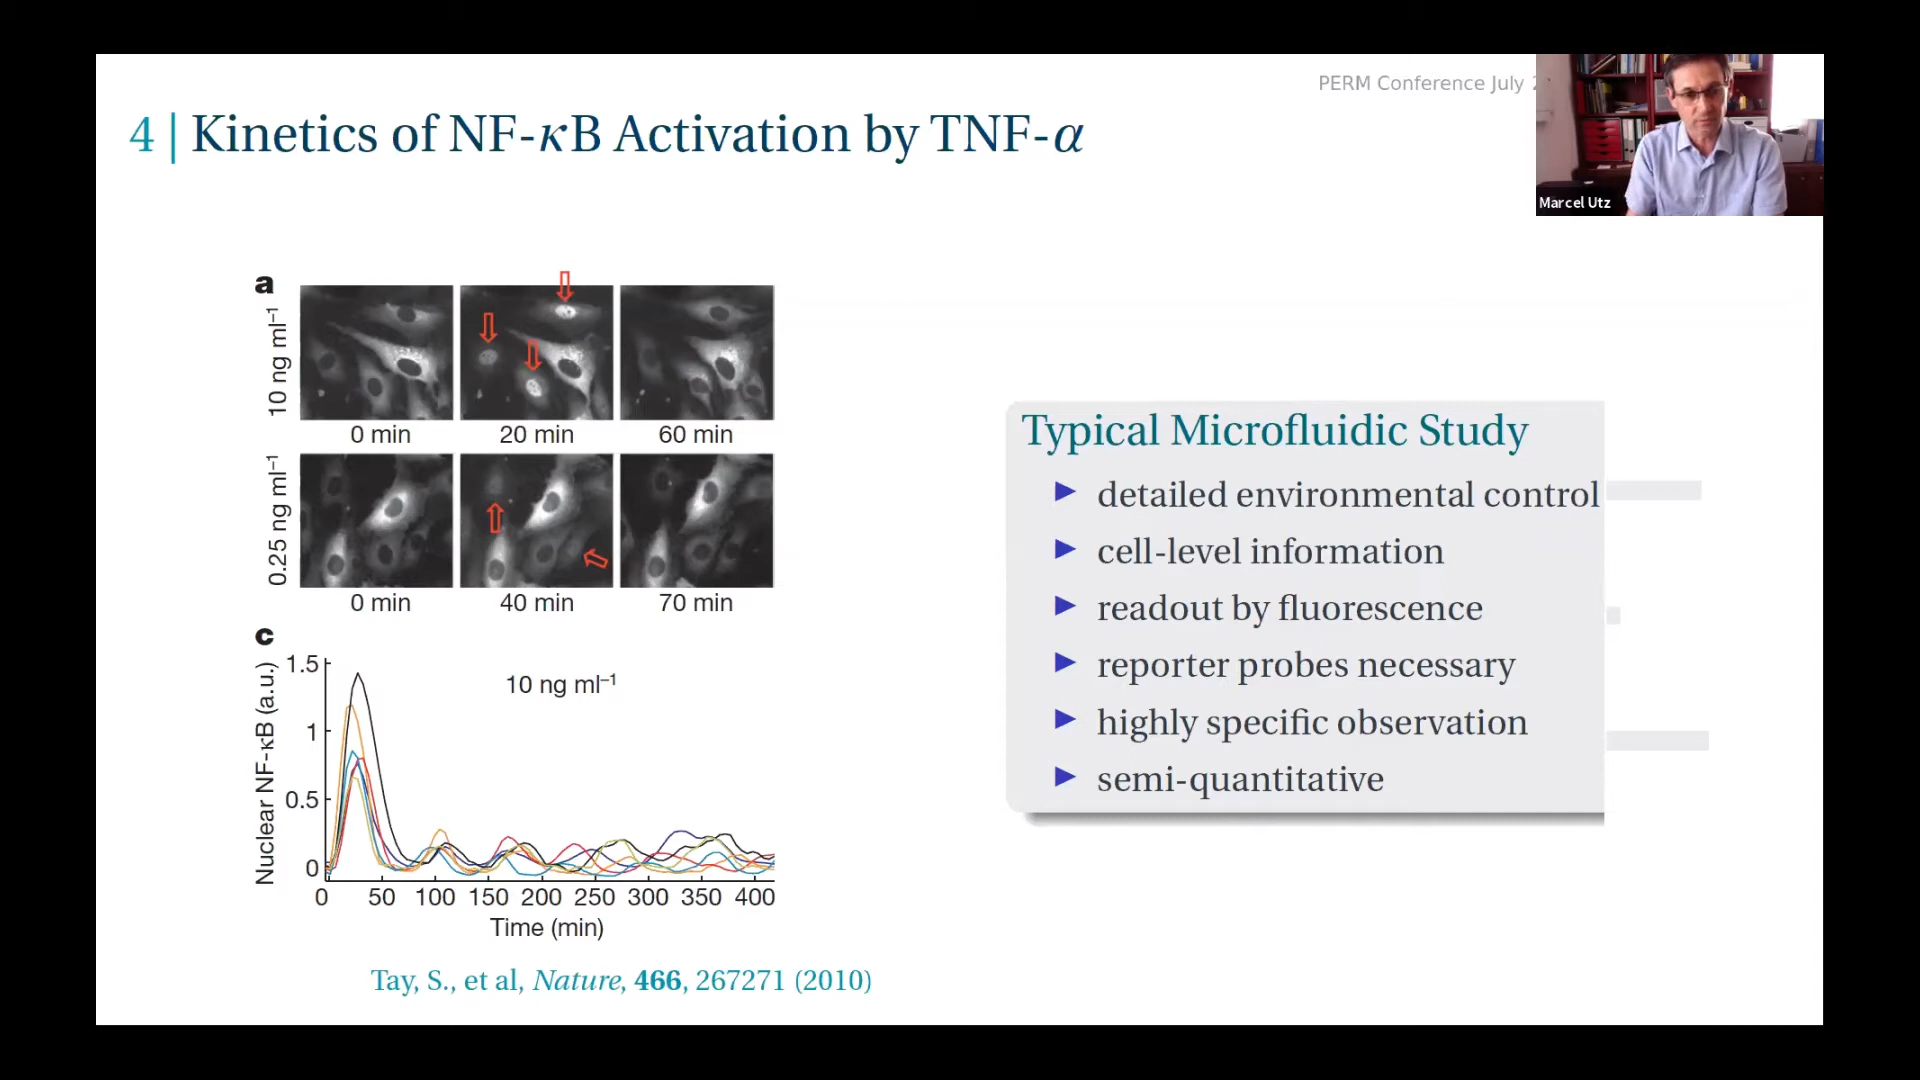 PERM Conference July
4 | Kinetics of NF-κB Activation by TNF-α
Marcel Utz
a
10 ng ml⁻¹
0 min 20 min 60 min
0.25 ng ml⁻¹
0 min 40 min 70 min
c
Nuclear NF-κB (a.u.)
1.5
1
0.5
0
10 ng ml⁻¹
0 50 100 150 200 250 300 350 400
Time (min)
Tay, S., et al, Nature, 466, 267271 (2010)
Typical Microfluidic Study
▶ detailed environmental control
▶ cell-level information
▶ readout by fluorescence
▶ reporter probes necessary
▶ highly specific observation
▶ semi-quantitative